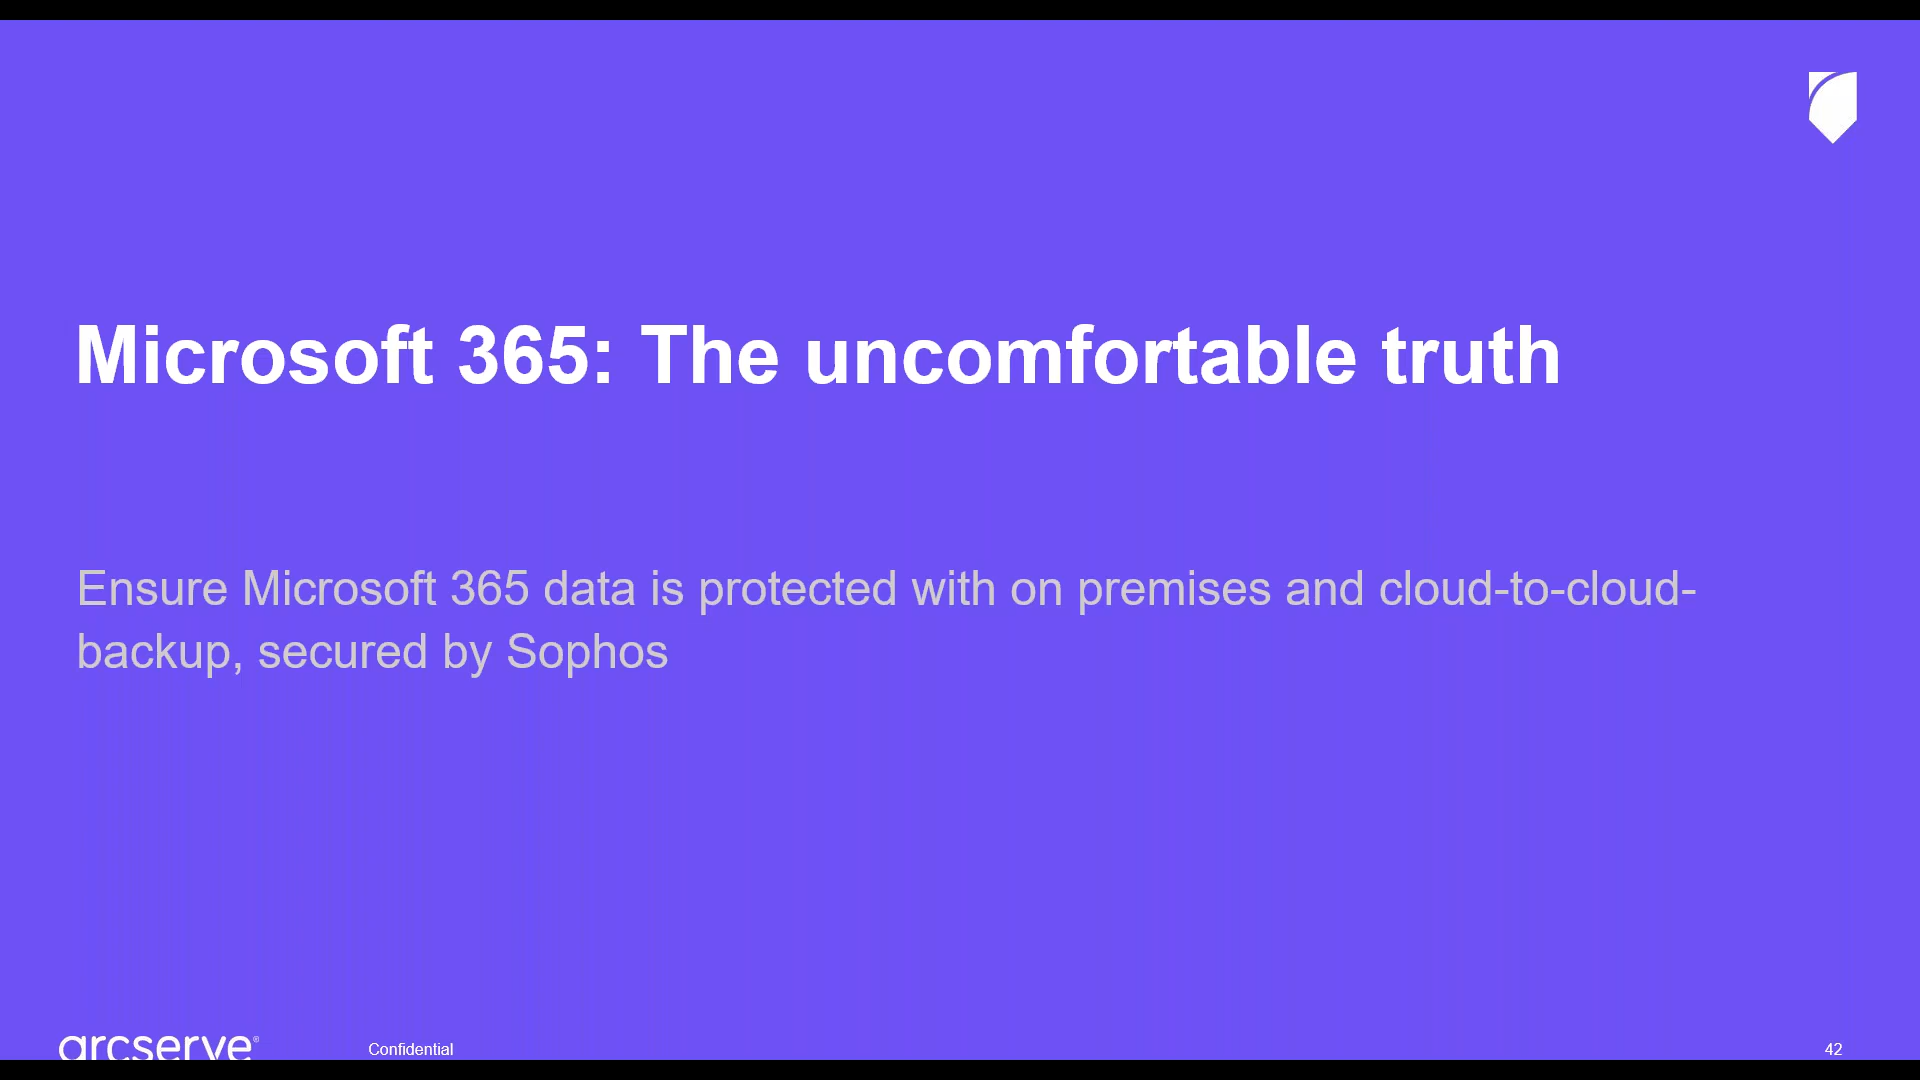 Microsoft 365: The uncomfortable truth
Ensure Microsoft 365 data is protected with on premises and cloud-to-cloud-
backup, secured by Sophos
arcserve®
Confidential
42